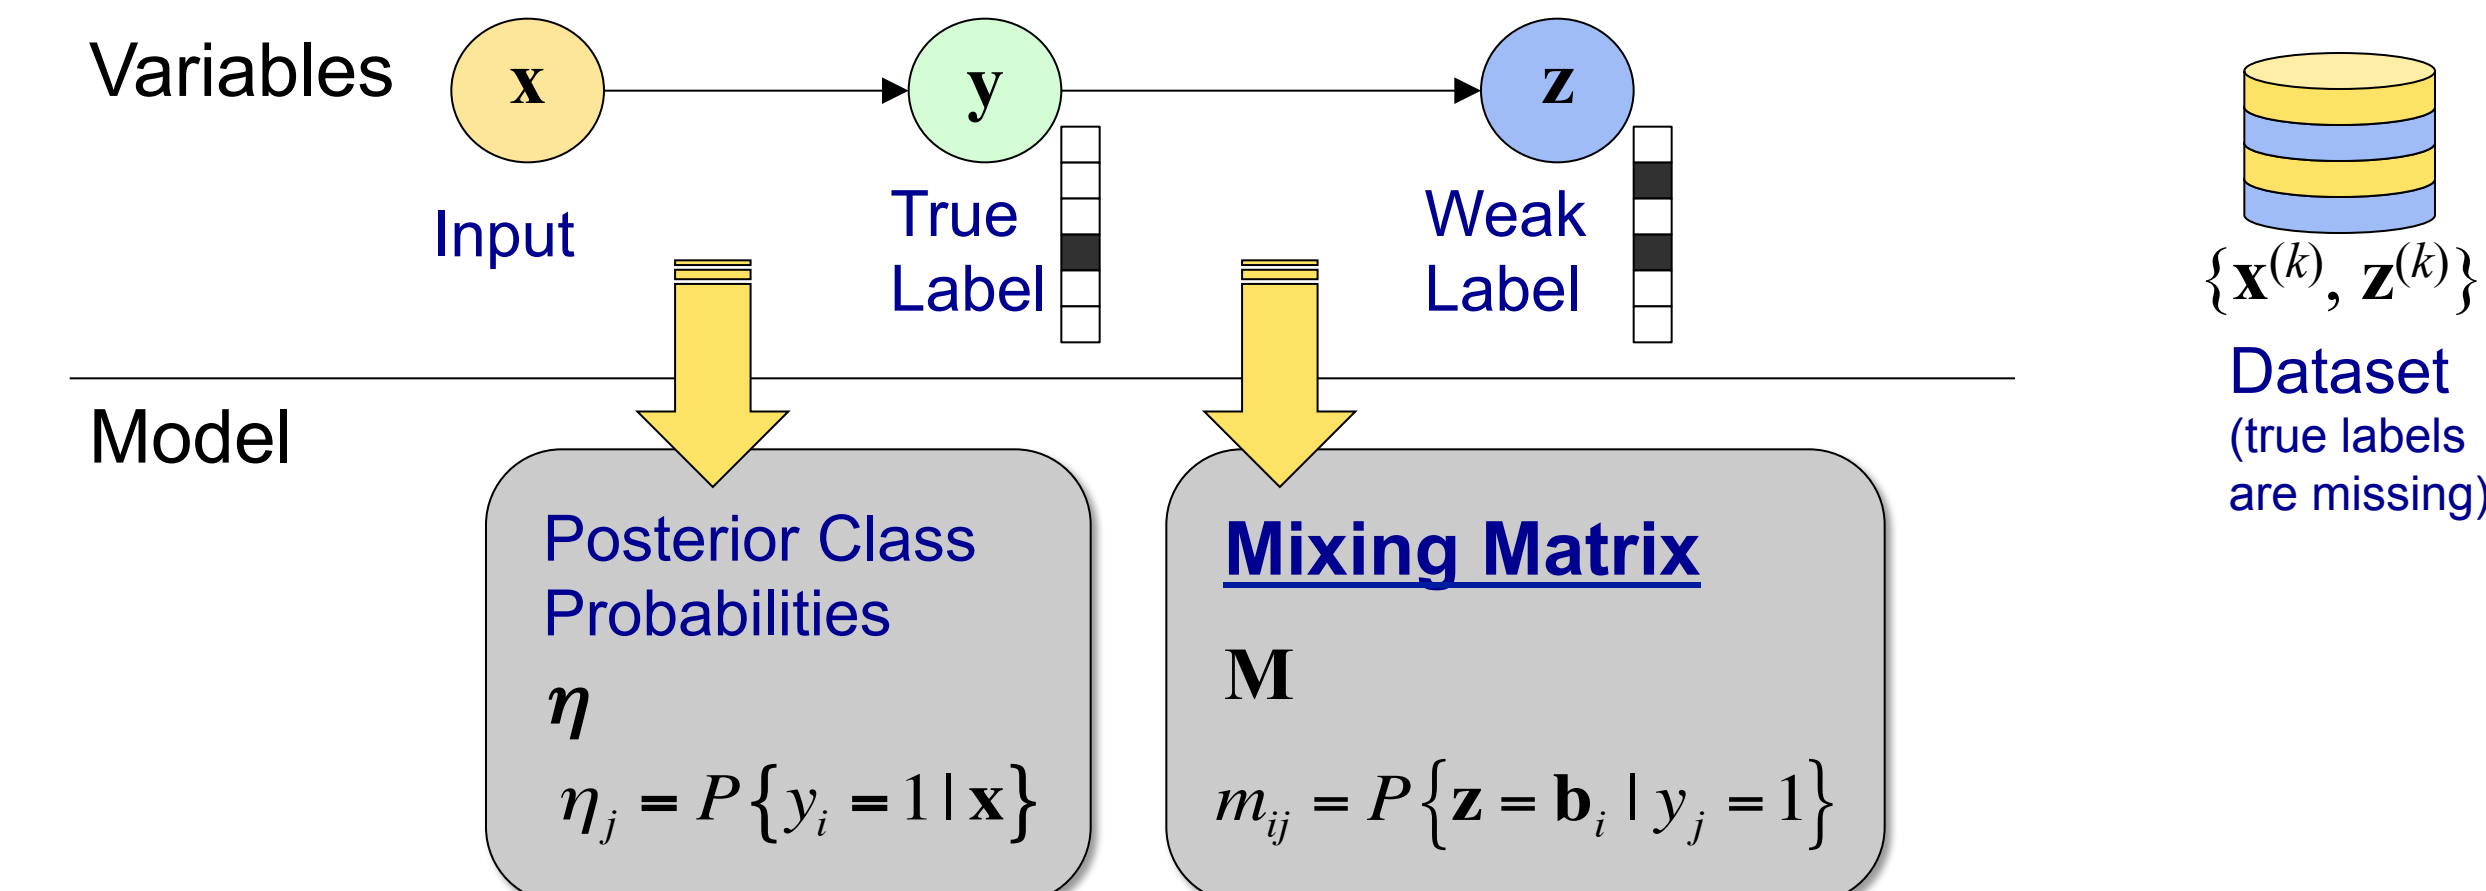 Variables
x
y
z
Input
True
Label
Weak
Label
{x^(k), z^(k)}
Dataset
(true labels
are missing)
Model
Posterior Class
Probabilities
η
η_j = P{y_i = 1 | x}
Mixing Matrix
M
m_ij = P{z = b_i | y_j = 1}